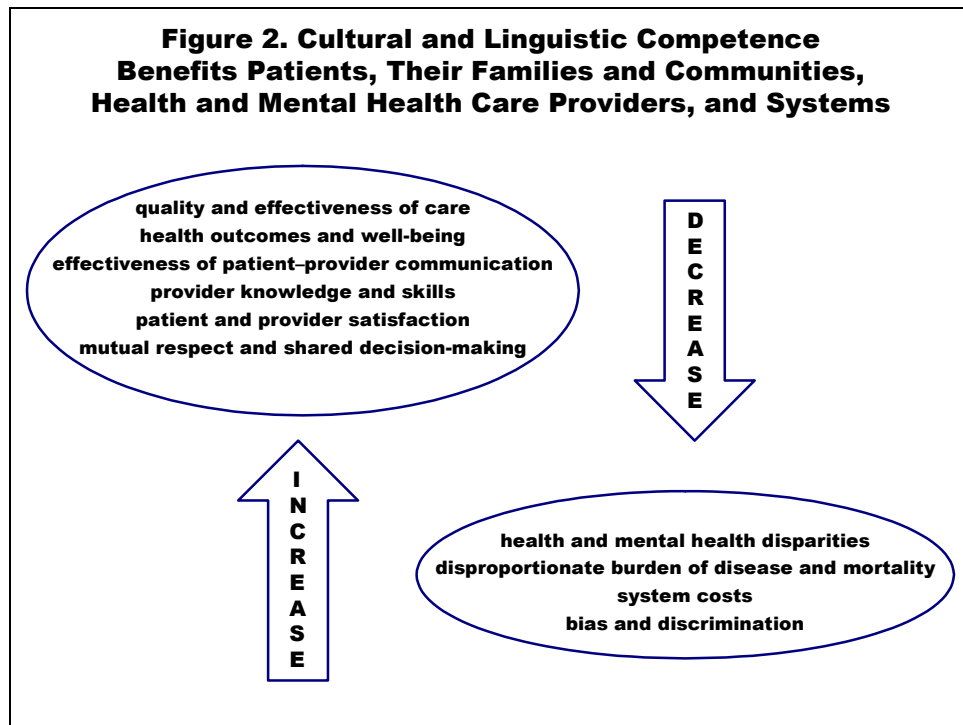 Figure 2. Cultural and Linguistic Competence
Benefits Patients, Their Families and Communities,
Health and Mental Health Care Providers, and Systems
quality and effectiveness of care
health outcomes and well-being
effectiveness of patient–provider communication
provider knowledge and skills
patient and provider satisfaction
mutual respect and shared decision-making
DECREASE
INCREASE
health and mental health disparities
disproportionate burden of disease and mortality
system costs
bias and discrimination